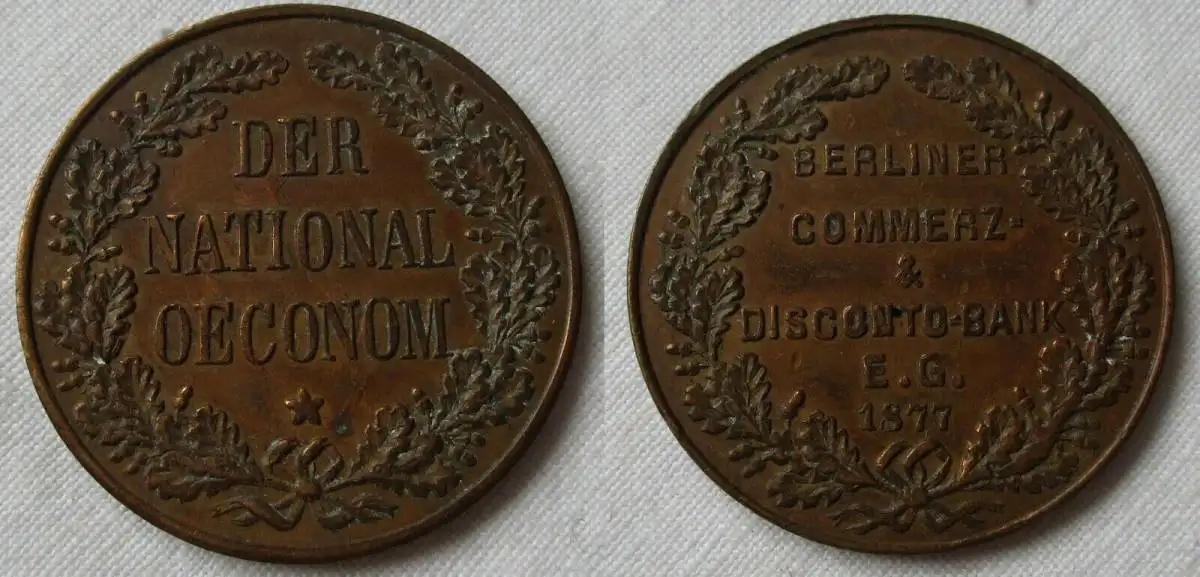 DER
NATIONAL
OECONOM
BERLINER
COMMERZ-
&
DISCONTO-BANK
E.G.
1877